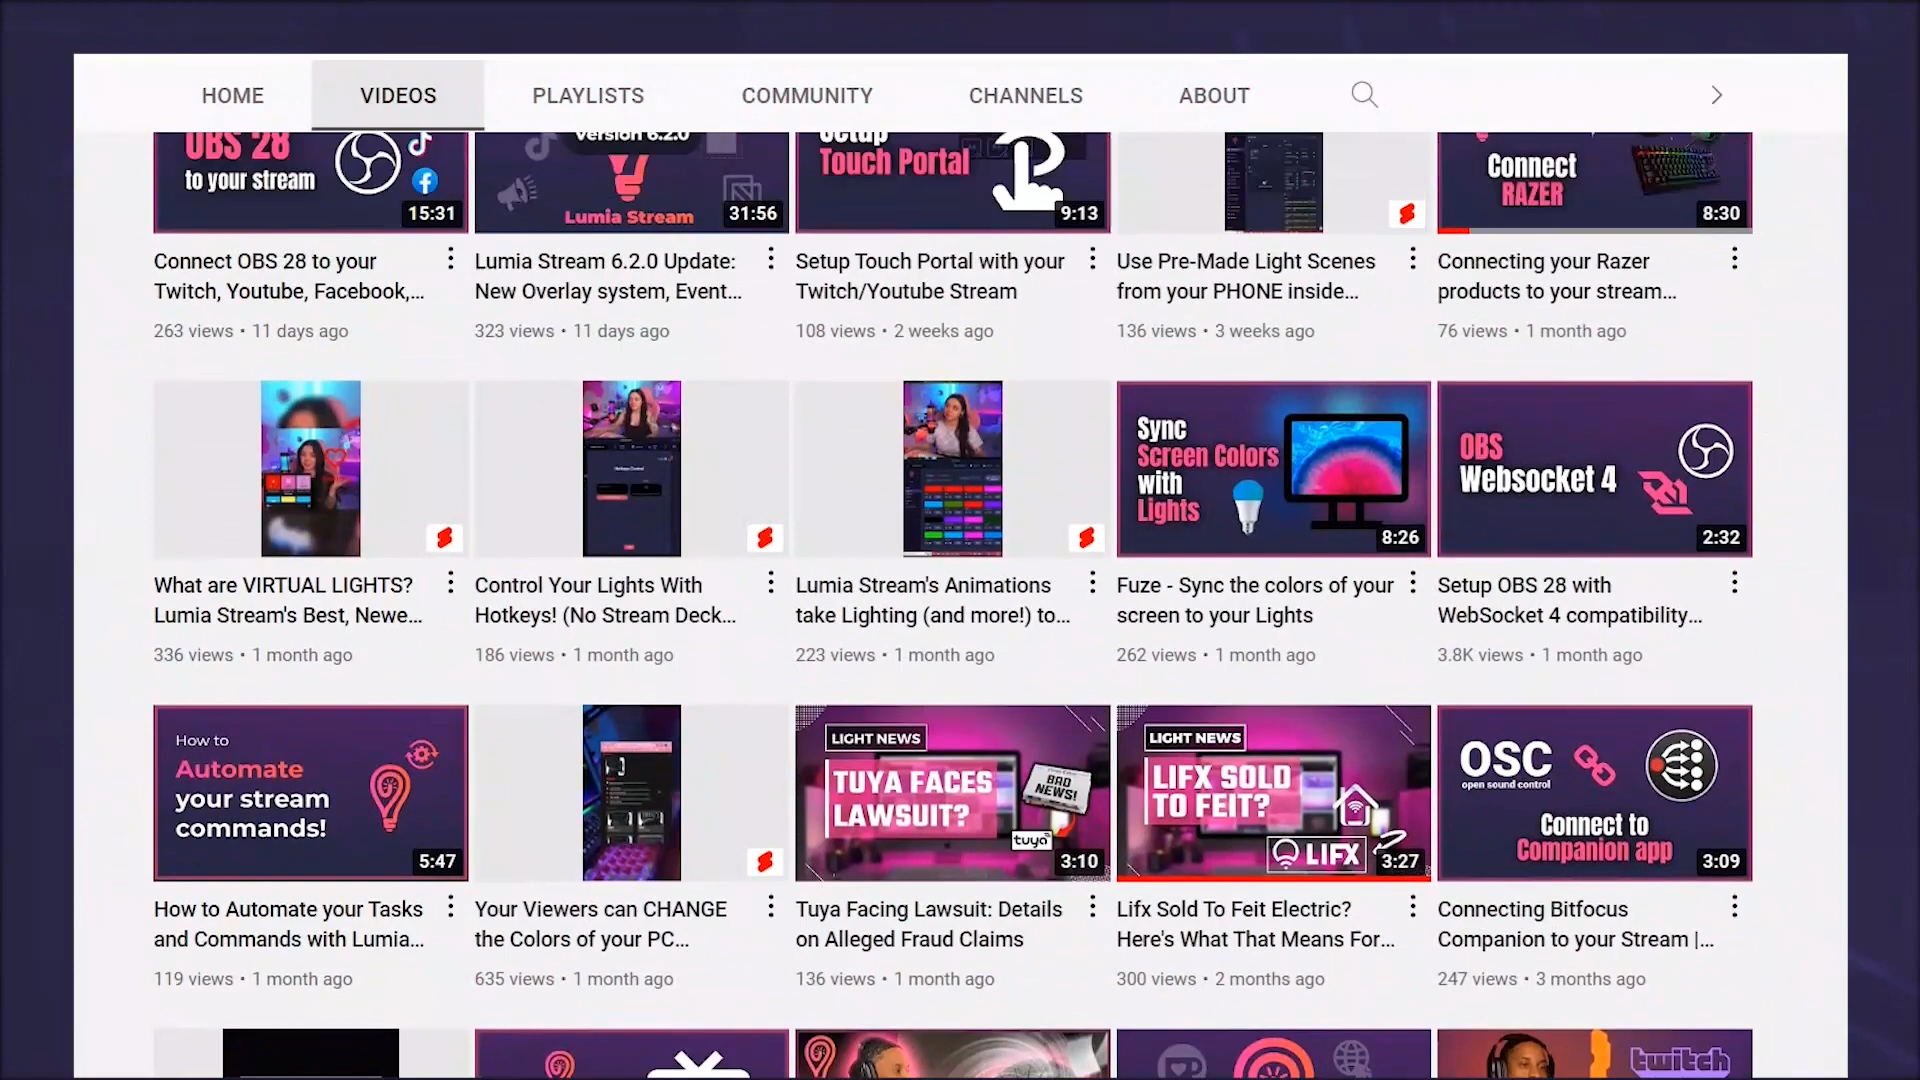 HOME VIDEOS PLAYLISTS COMMUNITY CHANNELS ABOUT
OBS 28
to your stream
15:31
Version 6.2.0
Lumia Stream
31:56
Setup
Touch Portal
9:13
Connect
RAZER
8:30
Connect OBS 28 to your
Twitch, Youtube, Facebook,...
263 views • 11 days ago
Lumia Stream 6.2.0 Update:
New Overlay system, Event...
323 views • 11 days ago
Setup Touch Portal with your
Twitch/Youtube Stream
108 views • 2 weeks ago
Use Pre-Made Light Scenes
from your PHONE inside...
136 views • 3 weeks ago
Connecting your Razer
products to your stream...
76 views • 1 month ago
Sync
Screen Colors
with
Lights
8:26
OBS
Websocket 4
2:32
What are VIRTUAL LIGHTS?
Lumia Stream's Best, Newe...
336 views • 1 month ago
Control Your Lights With
Hotkeys! (No Stream Deck...
186 views • 1 month ago
Lumia Stream's Animations
take Lighting (and more!) to...
223 views • 1 month ago
Fuze - Sync the colors of your
screen to your Lights
262 views • 1 month ago
Setup OBS 28 with
WebSocket 4 compatibility...
3.8K views • 1 month ago
How to
Automate
your stream
commands!
5:47
LIGHT NEWS
TUYA FACES
LAWSUIT?
BAD
NEWS!
tuya
3:10
LIGHT NEWS
LIFX SOLD
TO FEIT?
LIFX
3:27
OSC
open sound control
Connect to
Companion app
3:09
How to Automate your Tasks
and Commands with Lumia...
119 views • 1 month ago
Your Viewers can CHANGE
the Colors of your PC...
635 views • 1 month ago
Tuya Facing Lawsuit: Details
on Alleged Fraud Claims
136 views • 1 month ago
Lifx Sold To Feit Electric?
Here's What That Means For...
300 views • 2 months ago
Connecting Bitfocus
Companion to your Stream |...
247 views • 3 months ago
twitch